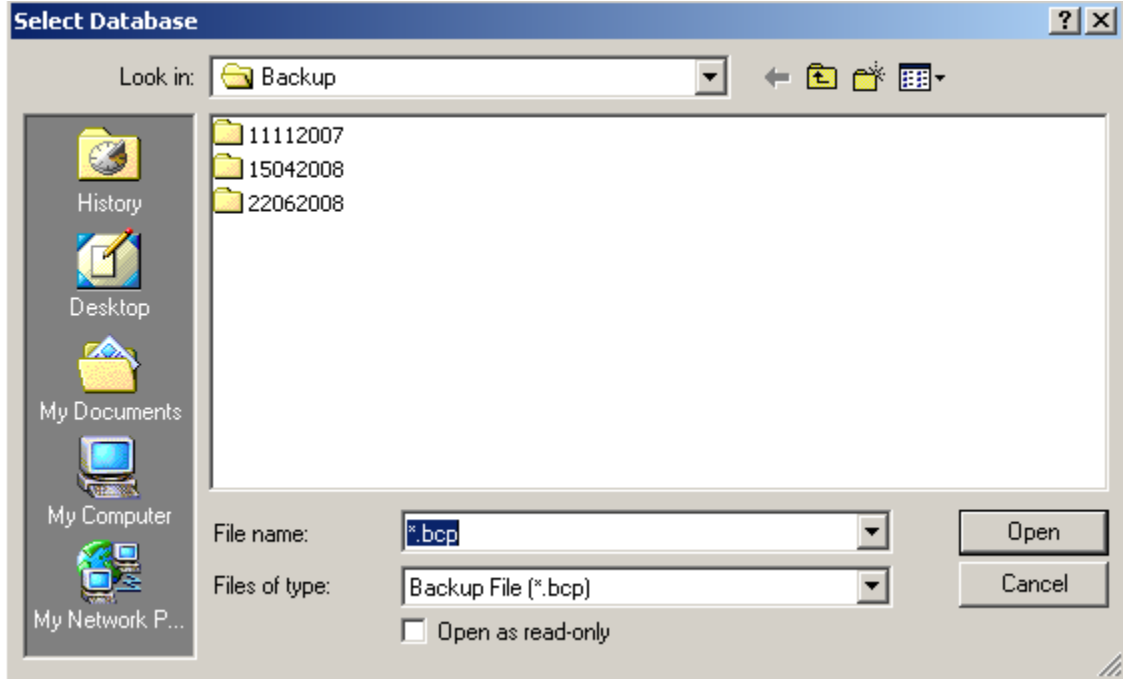 Select Database
Look in: Backup
11112007
15042008
22062008
History
Desktop
My Documents
My Computer
My Network P...
File name: *.bcp
Open
Files of type: Backup File (*.bcp)
Cancel
Open as read-only